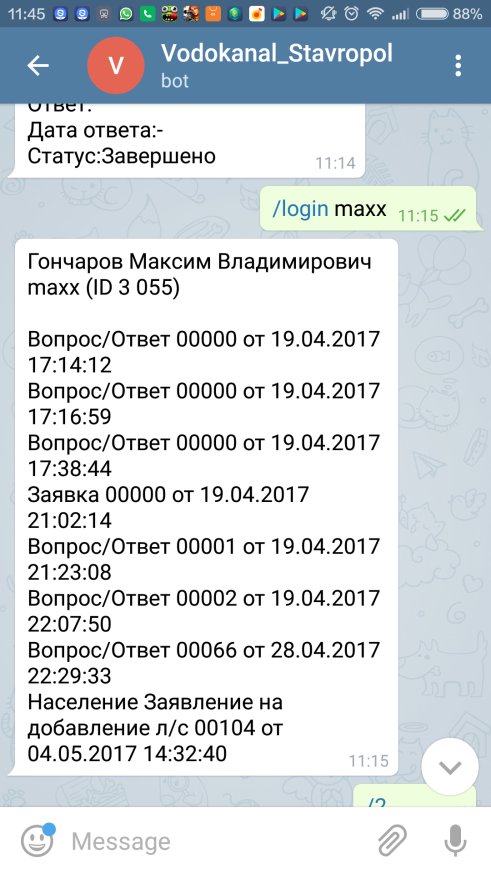 11:45
88%
V
Vodokanal_Stavropol
bot
Ответ:
Дата ответа:-
Статус:Завершено
11:14
/login maxx 11:15
Гончаров Максим Владимирович
maxx (ID 3 055)
Вопрос/Ответ 00000 от 19.04.2017
17:14:12
Вопрос/Ответ 00000 от 19.04.2017
17:16:59
Вопрос/Ответ 00000 от 19.04.2017
17:38:44
Заявка 00000 от 19.04.2017
21:02:14
Вопрос/Ответ 00001 от 19.04.2017
21:23:08
Вопрос/Ответ 00002 от 19.04.2017
22:07:50
Вопрос/Ответ 00066 от 28.04.2017
22:29:33
Население Заявление на
добавление л/с 00104 от
04.05.2017 14:32:40
11:15
/2
Message